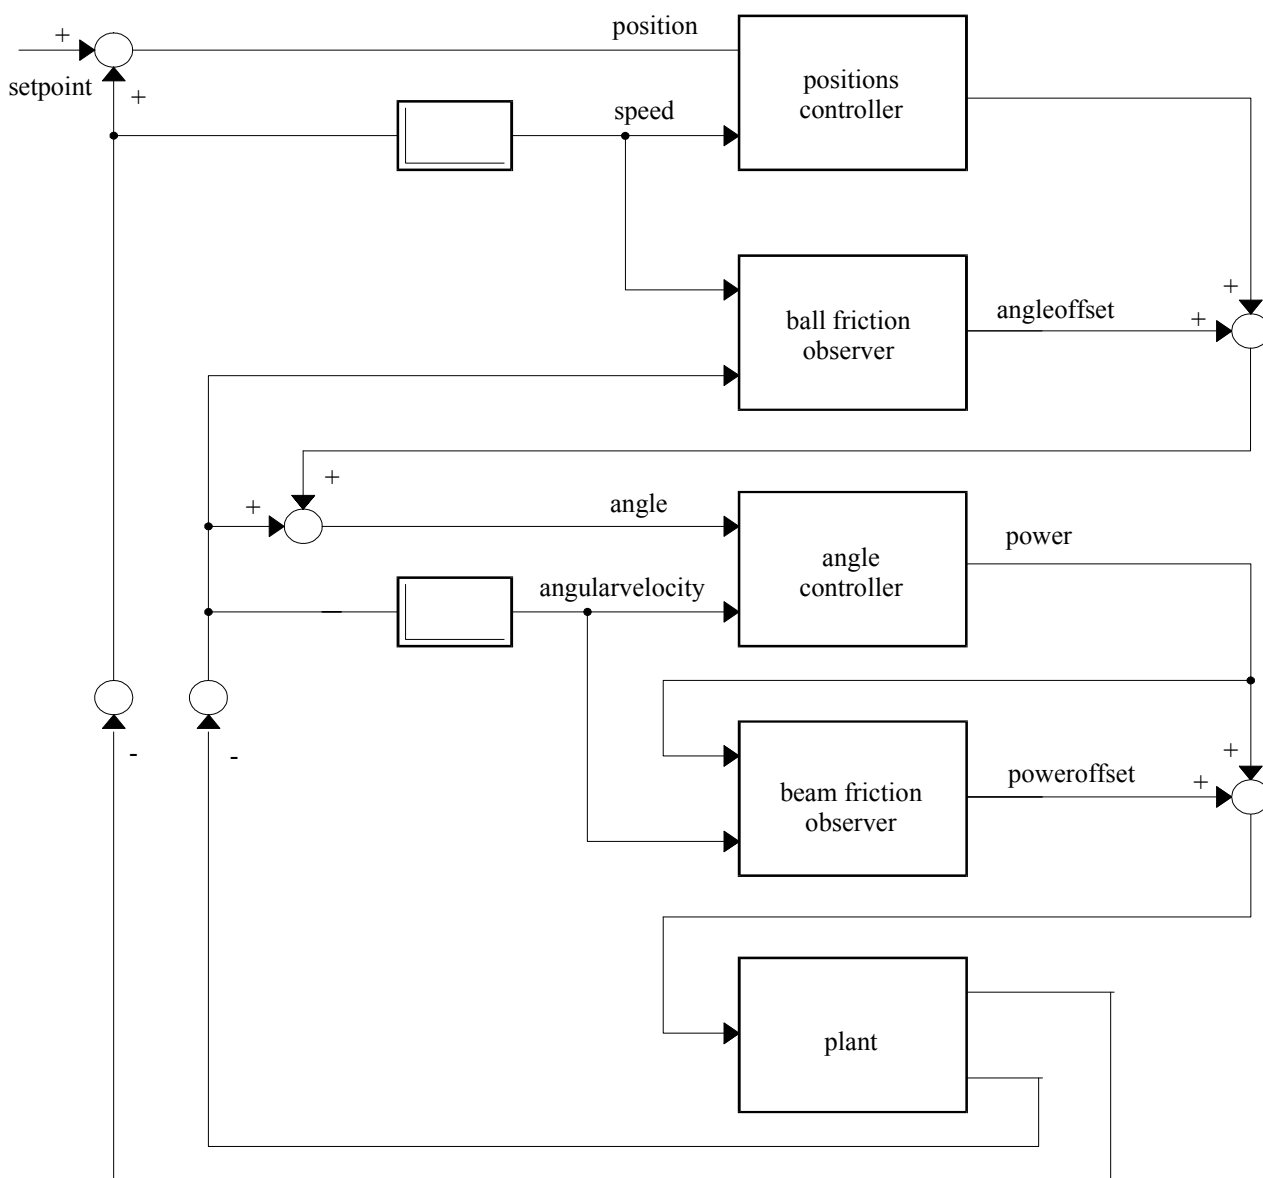 +
position
setpoint
+
positions
controller
speed
+
ball friction
observer
angleoffset
+
+
+
angle
angle
controller
power
angularvelocity
-
-
beam friction
observer
poweroffset
+
+
plant